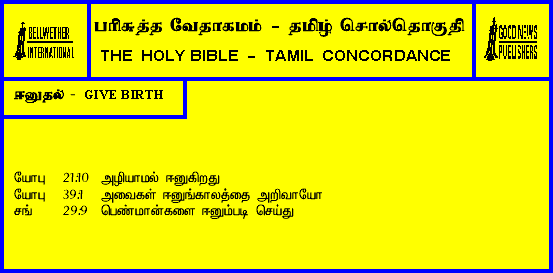 BELLWETHER
INTERNATIONAL
பரிசுத்த வேதாகமம் - தமிழ் சொல்தொகுதி
THE HOLY BIBLE - TAMIL CONCORDANCE
GOOD NEWS
PUBLISHERS
ஈனுதல் - GIVE BIRTH
யோபு 21:10 அழியாமல் ஈனுகிறது
யோபு 39:1 அவைகள் ஈனுங்காலத்தை அறிவாயோ
சங் 29:9 பெண்மான்களை ஈனும்படி செய்து